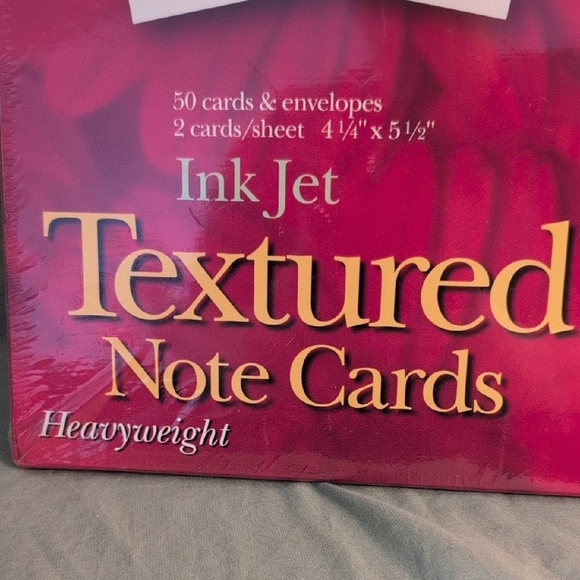 50 cards & envelopes
2 cards/sheet 4 1/4" x 5 1/2"
Ink Jet
Textured
Note Cards
Heavyweight